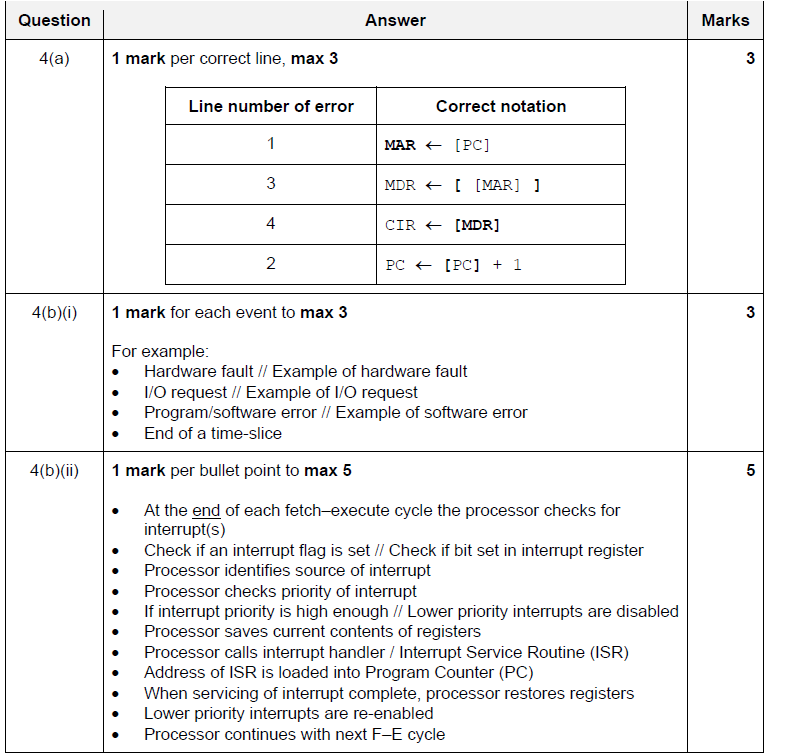 Question Answer Marks
4(a) 1 mark per correct line, max 3 3
Line number of error Correct notation
1 MAR ← [PC]
3 MDR ← [ [MAR] ]
4 CIR ← [MDR]
2 PC ← [PC] + 1
4(b)(i) 1 mark for each event to max 3 3
For example:
• Hardware fault // Example of hardware fault
• I/O request // Example of I/O request
• Program/software error // Example of software error
• End of a time-slice
4(b)(ii) 1 mark per bullet point to max 5 5
• At the end of each fetch–execute cycle the processor checks for
interrupt(s)
• Check if an interrupt flag is set // Check if bit set in interrupt register
• Processor identifies source of interrupt
• Processor checks priority of interrupt
• If interrupt priority is high enough // Lower priority interrupts are disabled
• Processor saves current contents of registers
• Processor calls interrupt handler / Interrupt Service Routine (ISR)
• Address of ISR is loaded into Program Counter (PC)
• When servicing of interrupt complete, processor restores registers
• Lower priority interrupts are re-enabled
• Processor continues with next F–E cycle